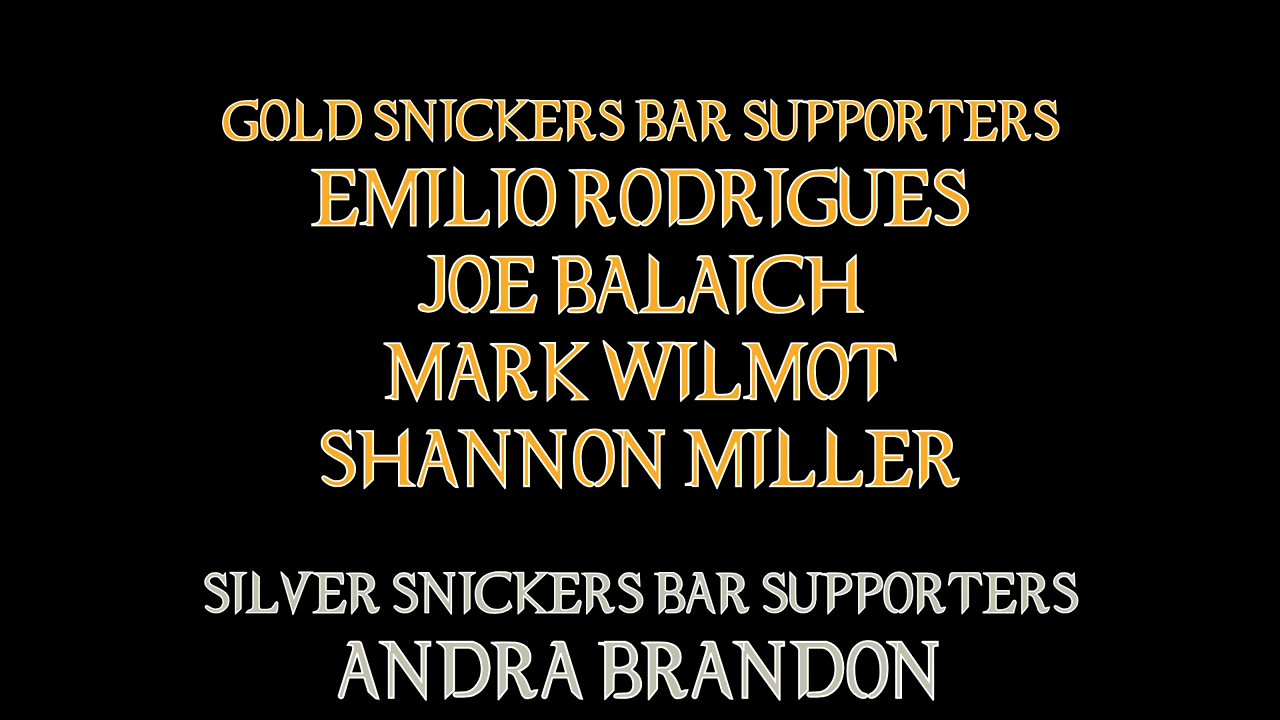 GOLD SNICKERS BAR SUPPORTERS
EMILIO RODRIGUES
JOE BALAICH
MARK WILMOT
SHANNON MILLER
SILVER SNICKERS BAR SUPPORTERS
ANDRA BRANDON